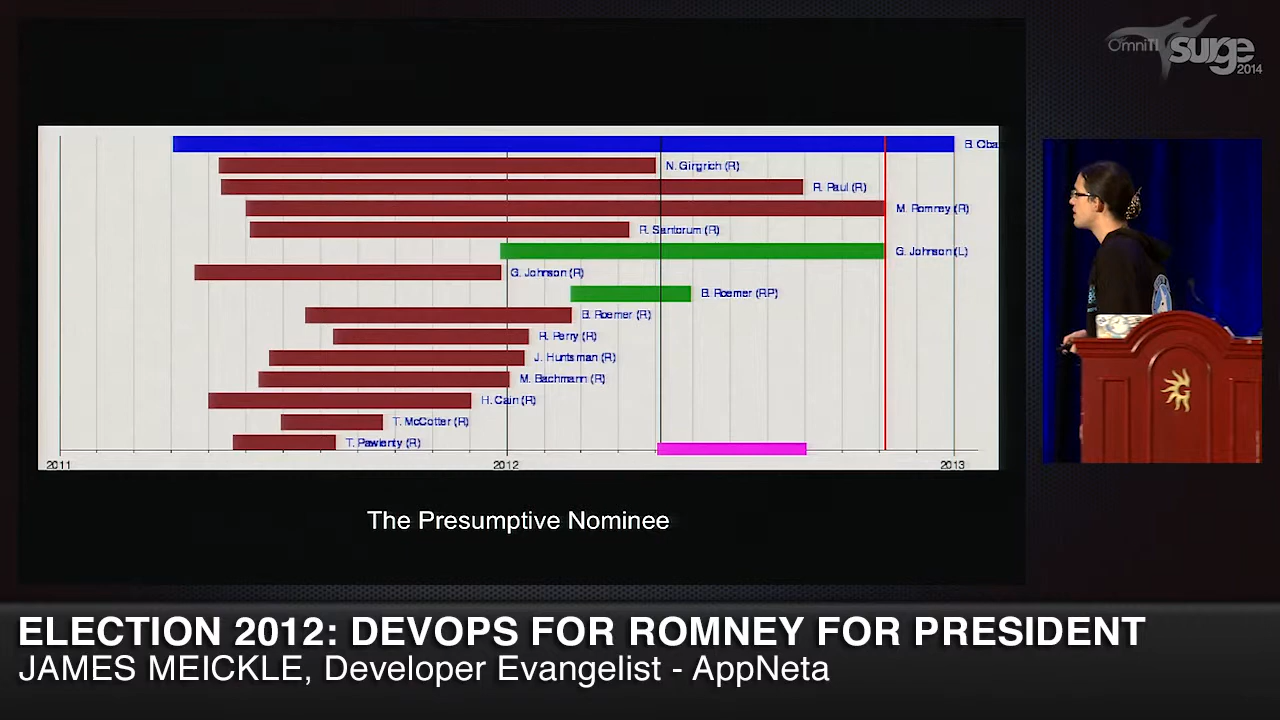 OmniTI
surge
2014
B. Oba
N. Gingrich (R)
R. Paul (R)
M. Romney (R)
R. Santorum (R)
G. Johnson (L)
G. Johnson (R)
B. Roemer (RP)
B. Roemer (R)
R. Perry (R)
J. Huntsman (R)
M. Bachmann (R)
H. Cain (R)
T. McCotter (R)
T. Pawlenty (R)
2011 2012 2013
The Presumptive Nominee
ELECTION 2012: DEVOPS FOR ROMNEY FOR PRESIDENT
JAMES MEICKLE, Developer Evangelist - AppNeta